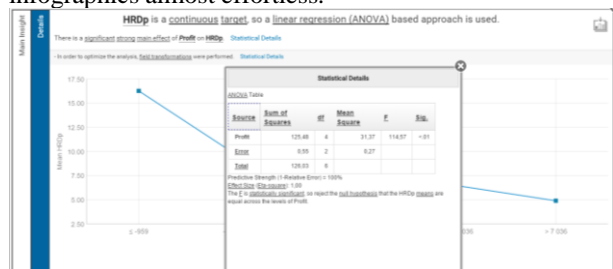 infographics almost effortless.
HRDp is a continuous target, so a linear regression (ANOVA) based approach is used.
There is a significant strong main effect of Profit on HRDp. Statistical Details
- In order to optimize the analysis, field transformations were performed. Statistical Details
Main Insight
Details
Statistical Details
ANOVA Table
Source Sum of Squares df Mean Square F Sig.
Profit 125,48 4 31,37 114,57 <.01
Error 0,55 2 0,27
Total 126,03 6
Predictive Strength (1-Relative Error) = 100%
Effect Size (Eta-square): 1,00
The F is statistically significant, so reject the null hypothesis that the HRDp means are
equal across the levels of Profit.
Mean HRDp
17.50
15.00
12.50
10.00
7.50
5.00
2.50
≤ -959
036
> 7 036